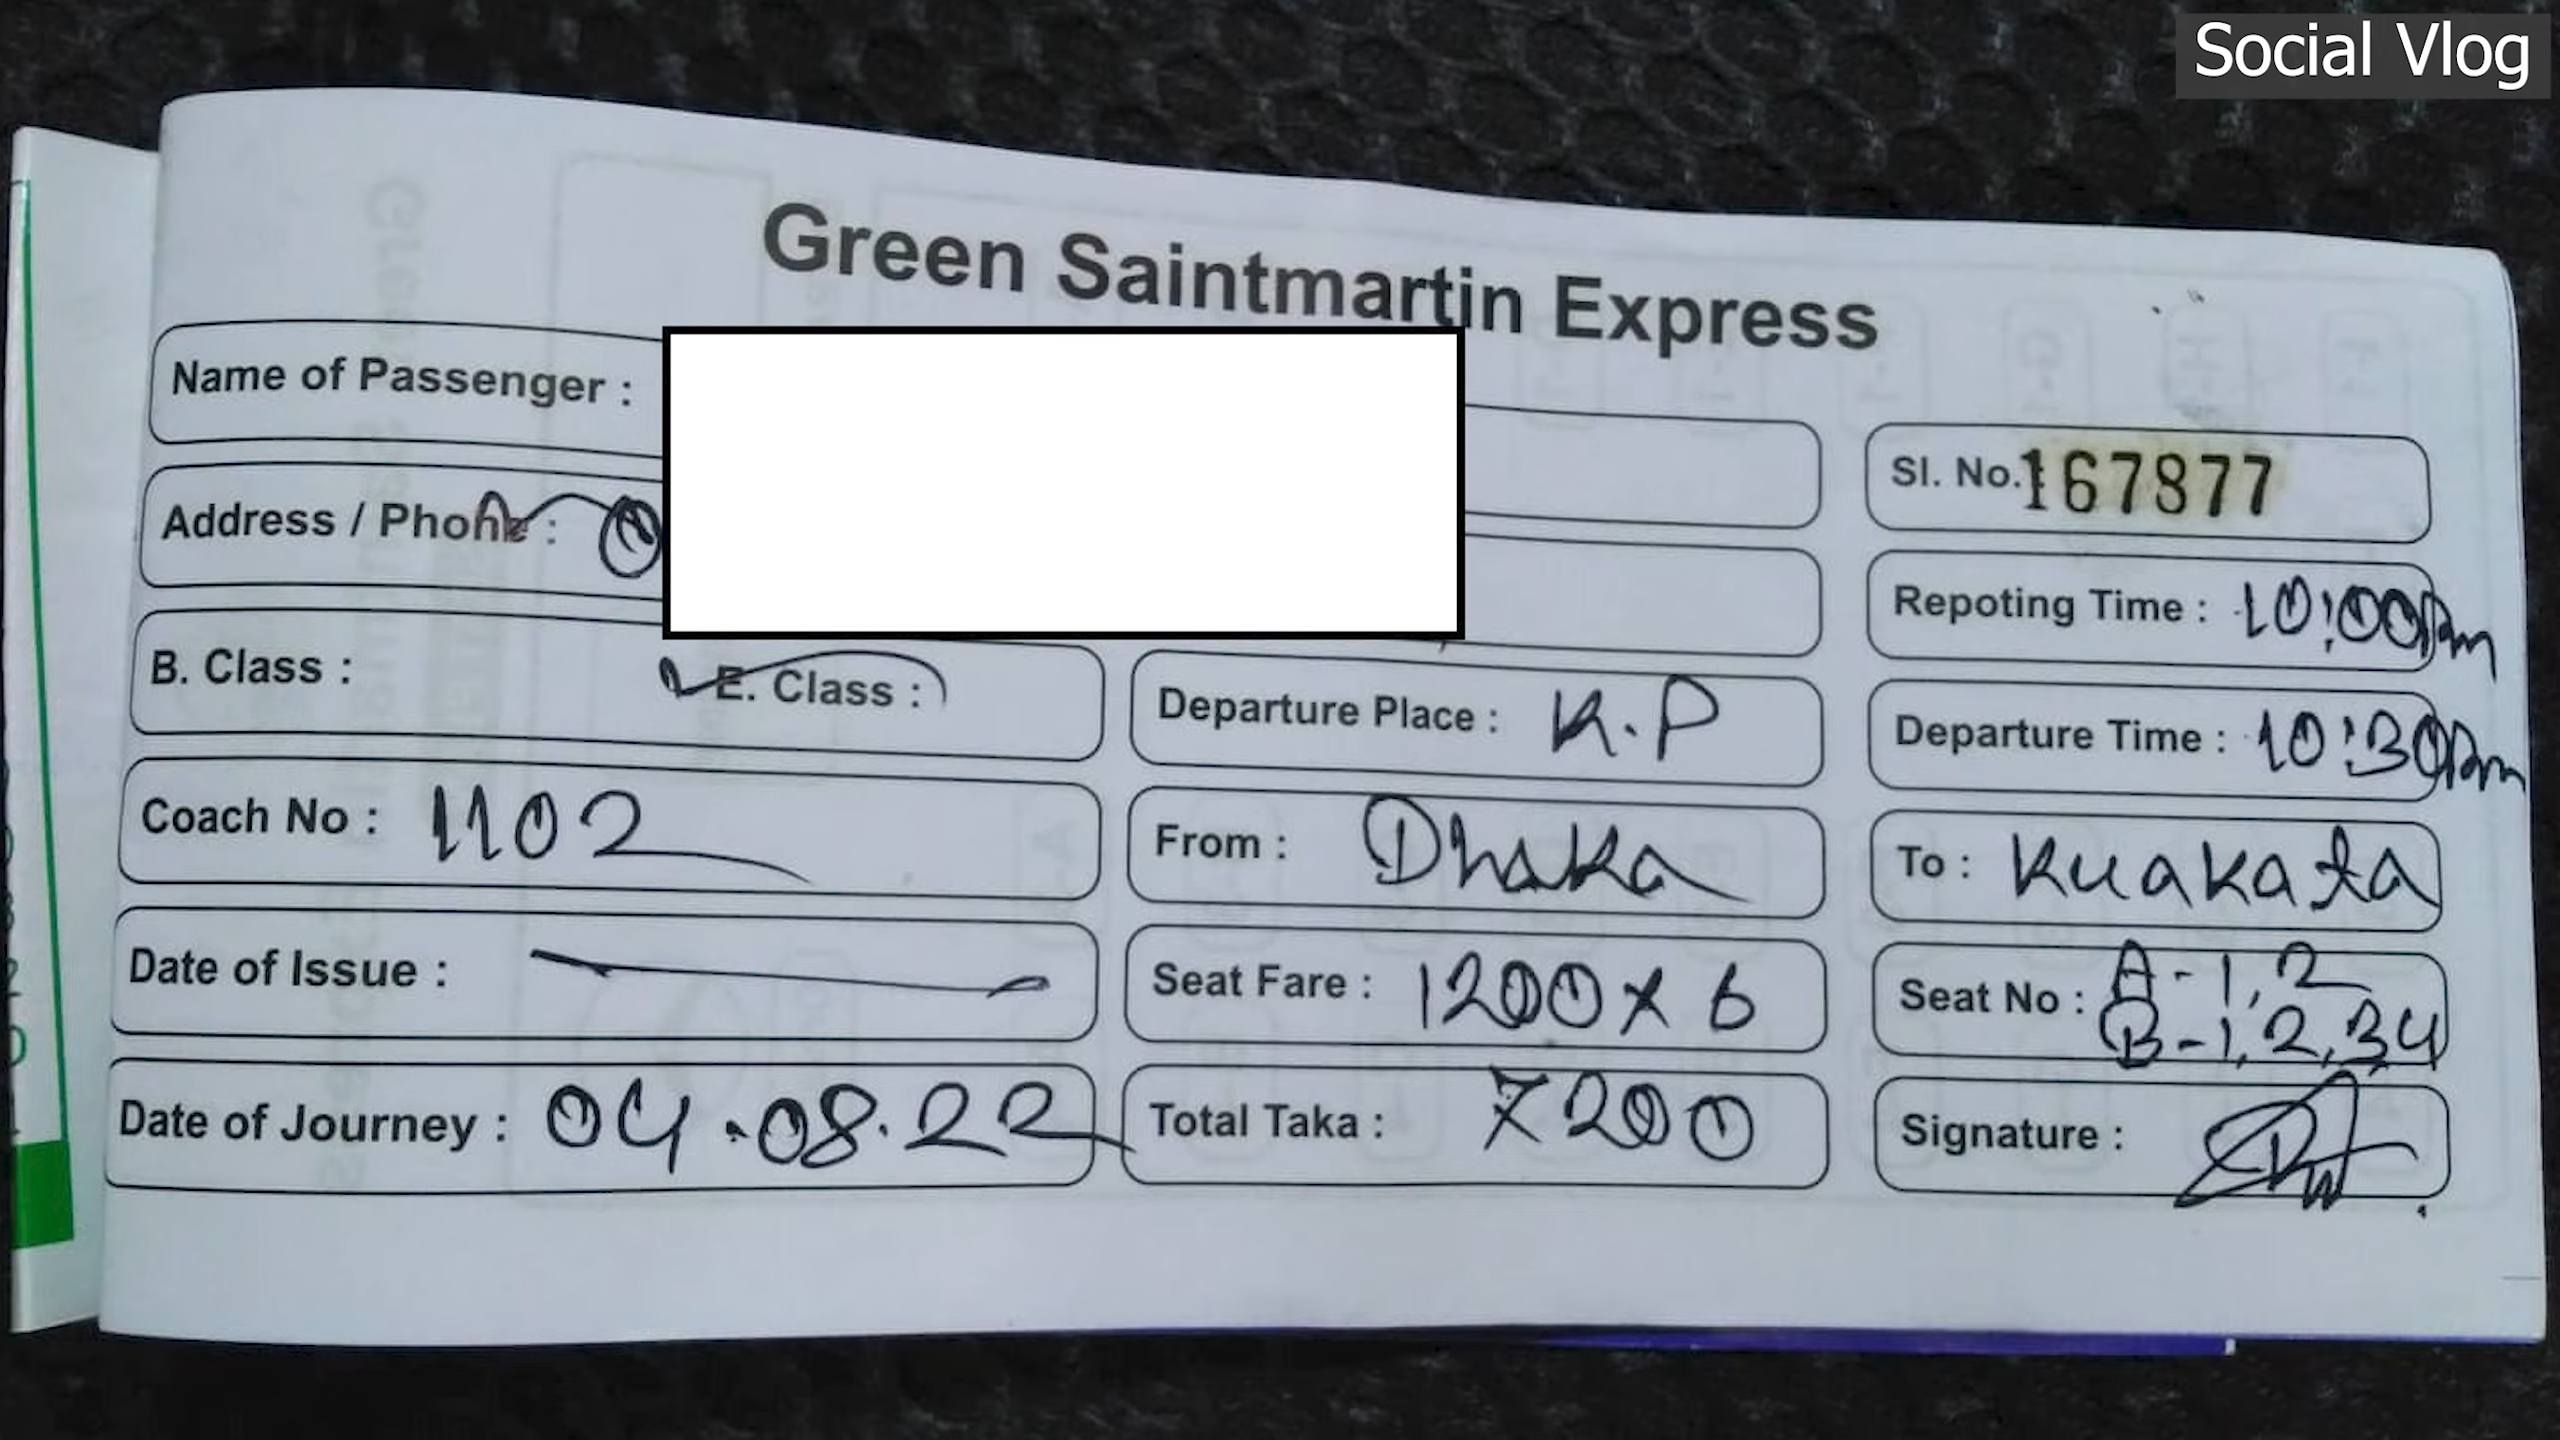 Social Vlog
Green Saintmartin Express
Name of Passenger :
Sl. No.: 167877
Address / Phone :
Repoting Time : 10:00Pm
B. Class : E. Class :
Departure Place : K.P
Departure Time : 10:30Pm
Coach No : 1102
From : Dhaka
To : Kuakata
Date of Issue :
Seat Fare : 1200 x 6
Seat No : A-1,2
B-1,2,3,4
Date of Journey : 04.08.22
Total Taka : 7200
Signature :